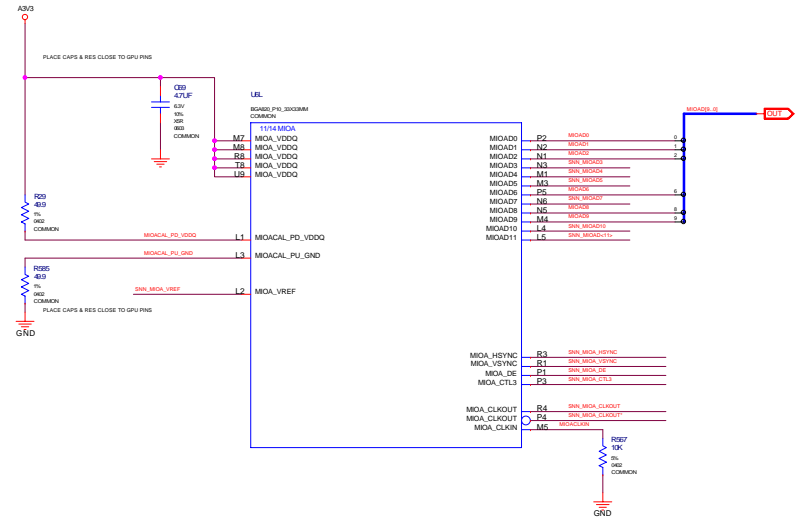 A3V3
PLACE CAPS & RES CLOSE TO GPU PINS
C69
4.7UF
6.3V
10%
X5R
0603
COMMON
U6L
BGA820_P10_33X33MM
COMMON
11/14 MIOA
M7 MIOA_VDDQ
M8 MIOA_VDDQ
R8 MIOA_VDDQ
T8 MIOA_VDDQ
U9 MIOA_VDDQ
MIOAD0 P2 MIOAD0 0
MIOAD1 N2 MIOAD1 1
MIOAD2 N1 MIOAD2 2
MIOAD3 N3 SNN_MIOAD3
MIOAD4 M1 SNN_MIOAD4
MIOAD5 M3 SNN_MIOAD5
MIOAD6 P5 MIOAD6 6
MIOAD7 N6 SNN_MIOAD7
MIOAD8 N5 MIOAD8 8
MIOAD9 M4 MIOAD9 9
MIOAD10 L4 SNN_MIOAD10
MIOAD11 L5 SNN_MIOAD<11>
MIOAD[9..0]
OUT
R29
49.9
1%
0402
COMMON
MIOACAL_PD_VDDQ L1 MIOACAL_PD_VDDQ
MIOACAL_PU_GND L3 MIOACAL_PU_GND
R585
49.9
1%
0402
COMMON
SNN_MIOA_VREF L2 MIOA_VREF
PLACE CAPS & RES CLOSE TO GPU PINS
GND
MIOA_HSYNC R3 SNN_MIOA_HSYNC
MIOA_VSYNC R1 SNN_MIOA_VSYNC
MIOA_DE P1 SNN_MIOA_DE
MIOA_CTL3 P3 SNN_MIOA_CTL3
MIOA_CLKOUT R4 SNN_MIOA_CLKOUT
MIOA_CLKOUT P4 SNN_MIOA_CLKOUT*
MIOA_CLKIN M5 MIOACLKIN
R567
10K
5%
0402
COMMON
GND